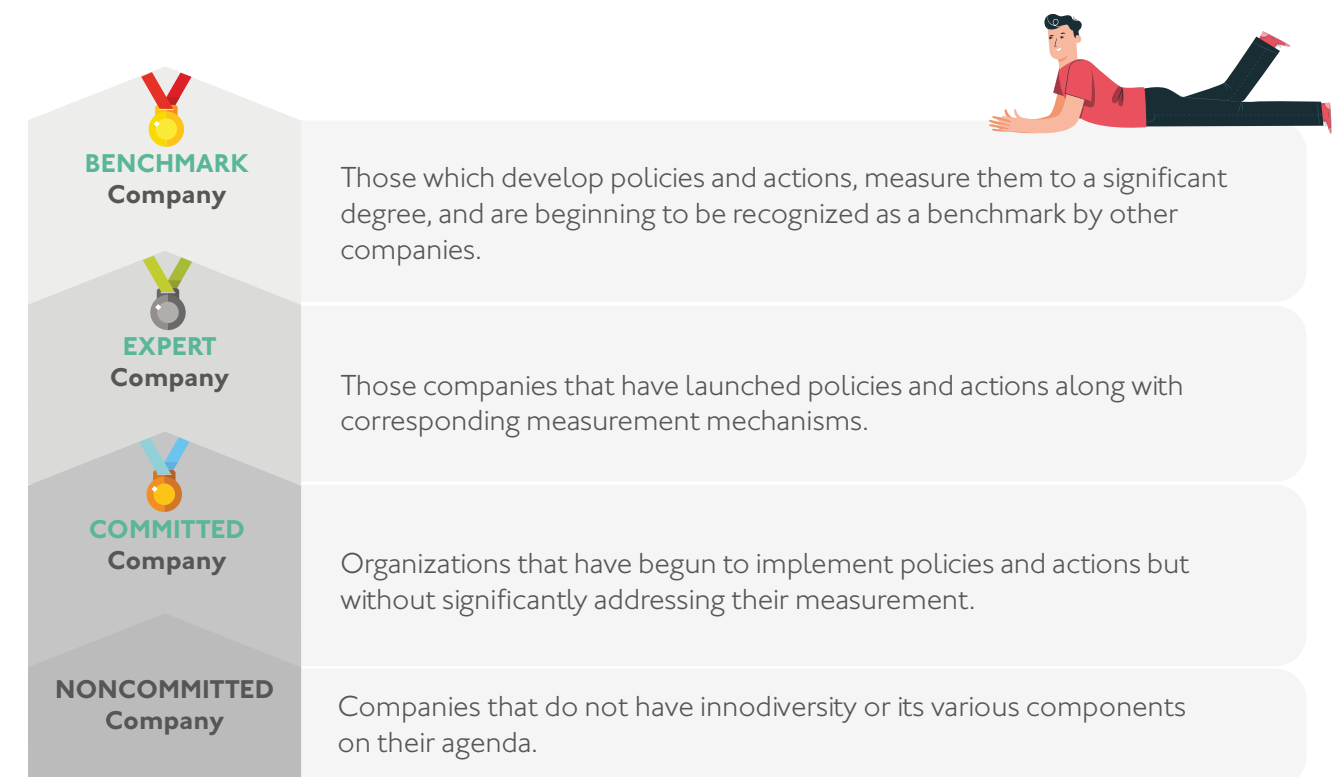 BENCHMARK
Company
Those which develop policies and actions, measure them to a significant
degree, and are beginning to be recognized as a benchmark by other
companies.
EXPERT
Company
Those companies that have launched policies and actions along with
corresponding measurement mechanisms.
COMMITTED
Company
Organizations that have begun to implement policies and actions but
without significantly addressing their measurement.
NONCOMMITTED
Company
Companies that do not have innodiversity or its various components
on their agenda.